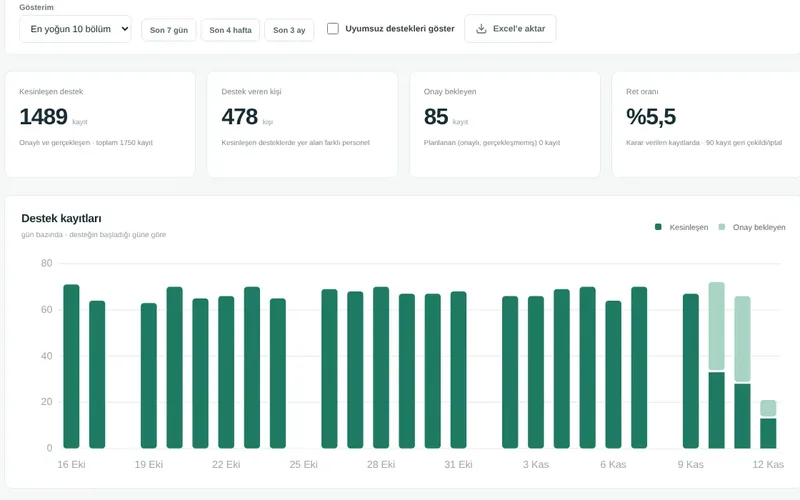 Gösterim
En yoğun 10 bölüm
Son 7 gün
Son 4 hafta
Son 3 ay
Uyumsuz destekleri göster
Excel'e aktar
Kesinleşen destek
1489 kayıt
Onaylı ve gerçekleşen · toplam 1750 kayıt
Destek veren kişi
478 kişi
Kesinleşen desteklerde yer alan farklı personel
Onay bekleyen
85 kayıt
Planlanan (onaylı, gerçekleşmemiş) 0 kayıt
Ret oranı
%5,5
Karar verilen kayıtlarda · 90 kayıt geri çekildi/iptal
Destek kayıtları
gün bazında · desteğin başladığı güne göre
Kesinleşen
Onay bekleyen
80
60
40
20
0
16 Eki
19 Eki
22 Eki
25 Eki
28 Eki
31 Eki
3 Kas
6 Kas
9 Kas
12 Kas